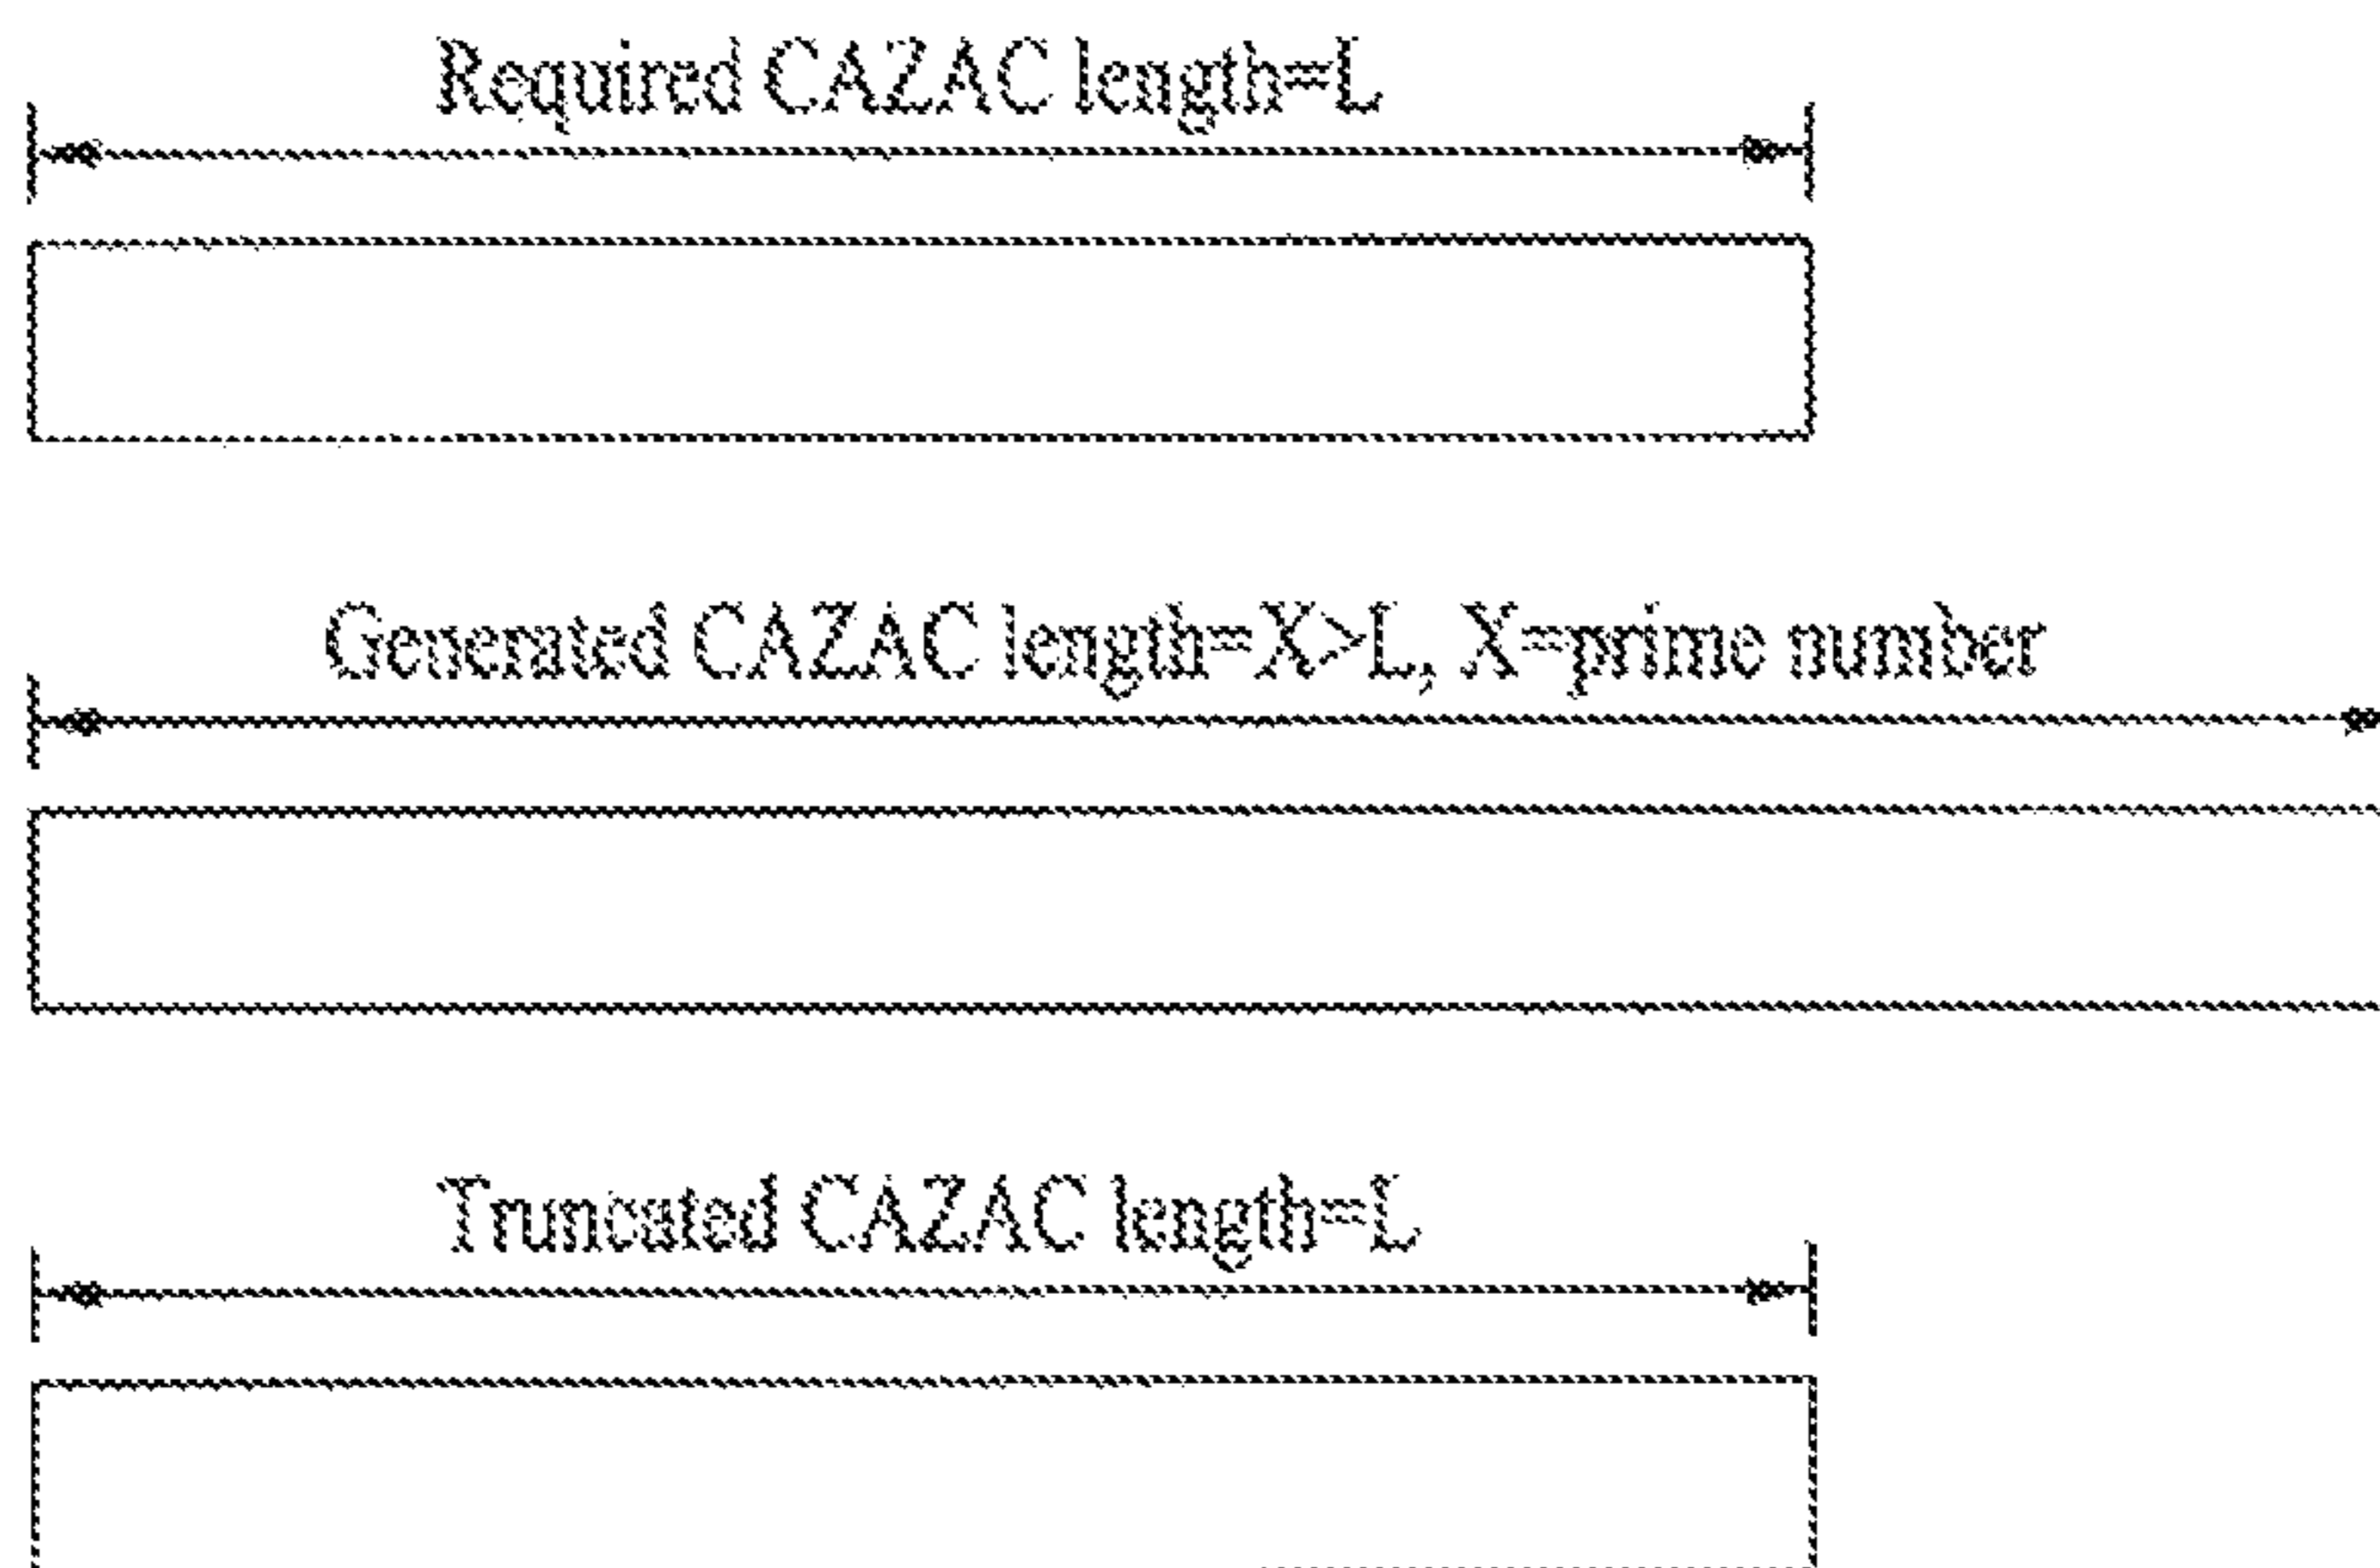 Required CAZAC length=L
Generated CAZAC length=X>L, X=prime number
Truncated CAZAC length=L